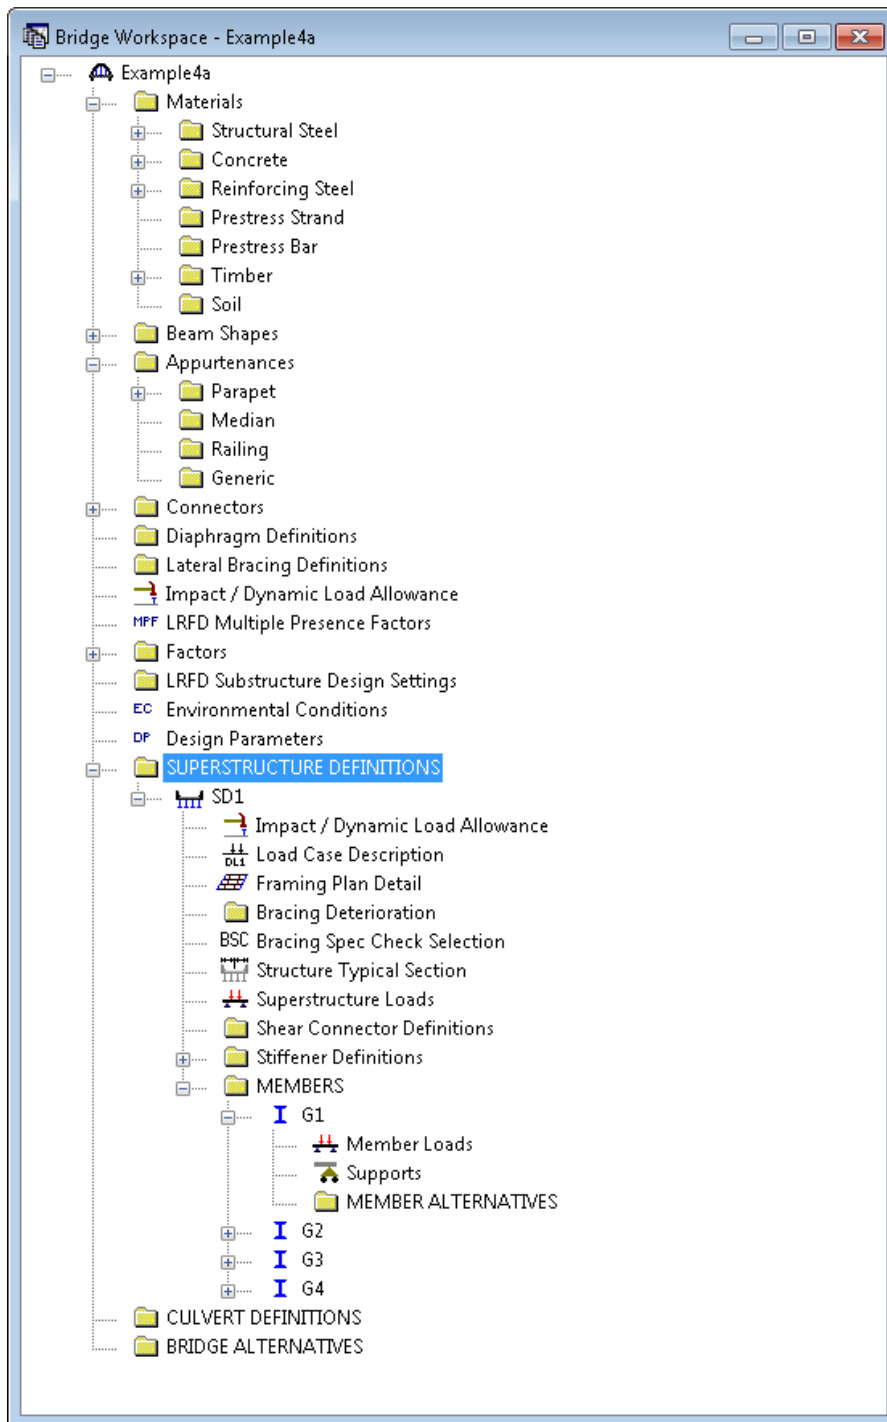 Bridge Workspace - Example4a
Example4a
Materials
Structural Steel
Concrete
Reinforcing Steel
Prestress Strand
Prestress Bar
Timber
Soil
Beam Shapes
Appurtenances
Parapet
Median
Railing
Generic
Connectors
Diaphragm Definitions
Lateral Bracing Definitions
Impact / Dynamic Load Allowance
MPF LRFD Multiple Presence Factors
Factors
LRFD Substructure Design Settings
EC Environmental Conditions
DP Design Parameters
SUPERSTRUCTURE DEFINITIONS
SD1
Impact / Dynamic Load Allowance
DL1 Load Case Description
Framing Plan Detail
Bracing Deterioration
BSC Bracing Spec Check Selection
Structure Typical Section
Superstructure Loads
Shear Connector Definitions
Stiffener Definitions
MEMBERS
G1
Member Loads
Supports
MEMBER ALTERNATIVES
G2
G3
G4
CULVERT DEFINITIONS
BRIDGE ALTERNATIVES